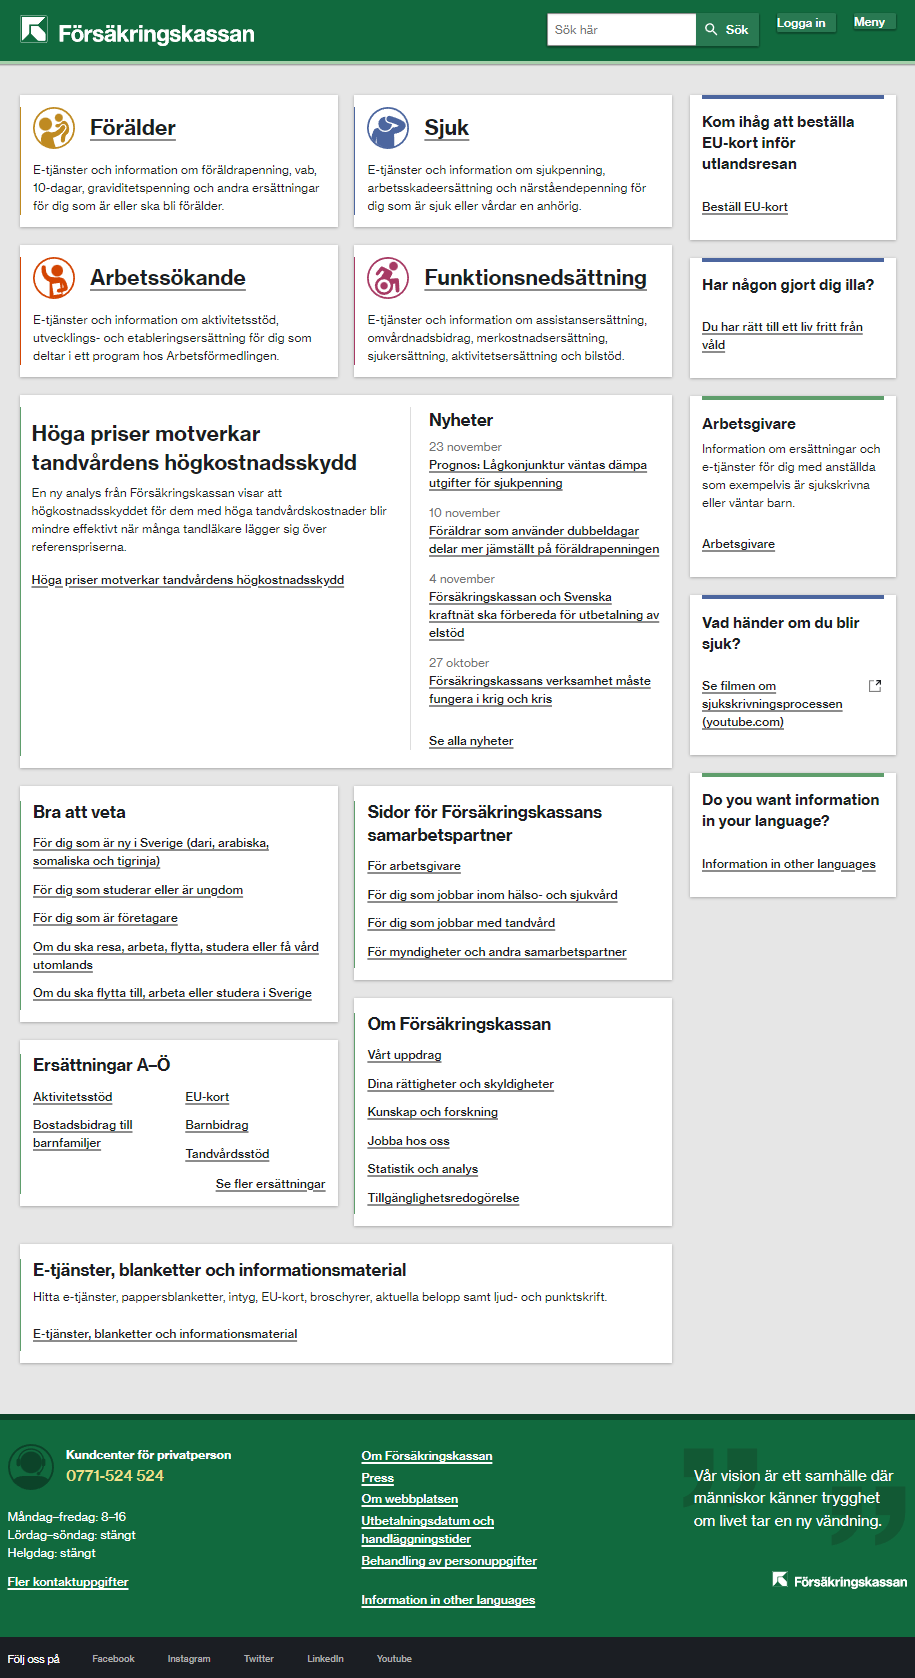 Försäkringskassan
Sök här
Sök
Logga in
Meny
Förälder
E-tjänster och information om föräldrapenning, vab,
10-dagar, graviditetspenning och andra ersättningar
för dig som är eller ska bli förälder.
Sjuk
E-tjänster och information om sjukpenning,
arbetsskadeersättning och närståendepenning för
dig som är sjuk eller vårdar en anhörig.
Arbetssökande
E-tjänster och information om aktivitetsstöd,
utvecklings- och etableringsersättning för dig som
deltar i ett program hos Arbetsförmedlingen.
Funktionsnedsättning
E-tjänster och information om assistansersättning,
omvårdnadsbidrag, merkostnadsersättning,
sjukersättning, aktivitetsersättning och bilstöd.
Höga priser motverkar
tandvårdens högkostnadsskydd
En ny analys från Försäkringskassan visar att
högkostnadsskyddet för dem med höga tandvårdskostnader blir
mindre effektivt när många tandläkare lägger sig över
referenspriserna.
Höga priser motverkar tandvårdens högkostnadsskydd
Nyheter
23 november
Prognos: Lågkonjunktur väntas dämpa
utgifter för sjukpenning
10 november
Föräldrar som använder dubbeldagar
delar mer jämställt på föräldrapenningen
4 november
Försäkringskassan och Svenska
kraftnät ska förbereda för utbetalning av
elstöd
27 oktober
Försäkringskassans verksamhet måste
fungera i krig och kris
Se alla nyheter
Bra att veta
För dig som är ny i Sverige (dari, arabiska,
somaliska och tigrinja)
För dig som studerar eller är ungdom
För dig som är företagare
Om du ska resa, arbeta, flytta, studera eller få vård
utomlands
Om du ska flytta till, arbeta eller studera i Sverige
Sidor för Försäkringskassans
samarbetspartner
För arbetsgivare
För dig som jobbar inom hälso- och sjukvård
För dig som jobbar med tandvård
För myndigheter och andra samarbetspartner
Ersättningar A–Ö
Aktivitetsstöd
Bostadsbidrag till
barnfamiljer
EU-kort
Barnbidrag
Tandvårdsstöd
Se fler ersättningar
Om Försäkringskassan
Vårt uppdrag
Dina rättigheter och skyldigheter
Kunskap och forskning
Jobba hos oss
Statistik och analys
Tillgänglighetsredogörelse
E-tjänster, blanketter och informationsmaterial
Hitta e-tjänster, pappersblanketter, intyg, EU-kort, broschyrer, aktuella belopp samt ljud- och punktskrift.
E-tjänster, blanketter och informationsmaterial
Kom ihåg att beställa
EU-kort inför
utlandsresan
Beställ EU-kort
Har någon gjort dig illa?
Du har rätt till ett liv fritt från
våld
Arbetsgivare
Information om ersättningar och
e-tjänster för dig med anställda
som exempelvis är sjukskrivna
eller väntar barn.
Arbetsgivare
Vad händer om du blir
sjuk?
Se filmen om
sjukskrivningsprocessen
(youtube.com)
Do you want information
in your language?
Information in other languages
Kundcenter för privatperson
0771-524 524
Måndag–fredag: 8–16
Lördag–söndag: stängt
Helgdag: stängt
Fler kontaktuppgifter
Om Försäkringskassan
Press
Om webbplatsen
Utbetalningsdatum och
handläggningstider
Behandling av personuppgifter
Information in other languages
Vår vision är ett samhälle där
människor känner trygghet
om livet tar en ny vändning.
Försäkringskassan
Följ oss på
Facebook
Instagram
Twitter
LinkedIn
Youtube